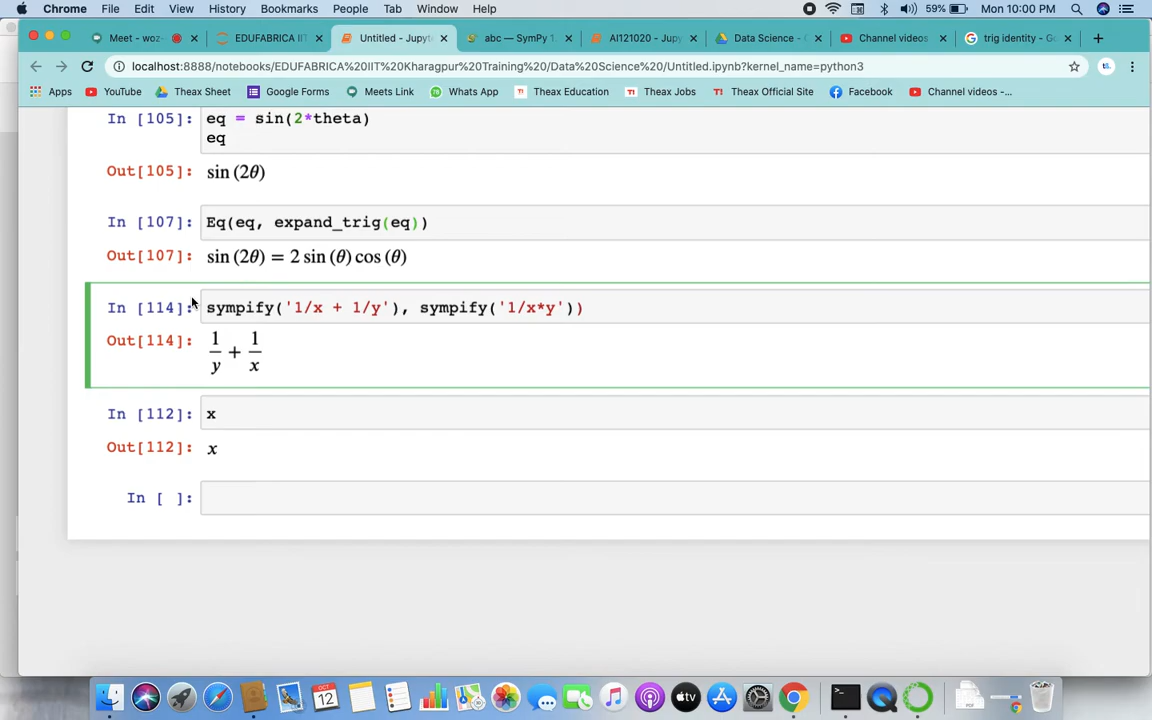 Chrome File Edit View History Bookmarks People Tab Window Help 59% Mon 10:00 PM
Meet - woz- EDUFABRICA IIT Untitled - Jupyt abc — SymPy 1. AI121020 - Jup Data Science - Channel videos - trig identity - Go
localhost:8888/notebooks/EDUFABRICA%20IIT%20Kharagpur%20Training%20/Data%20Science%20/Untitled.ipynb?kernel_name=python3
Apps YouTube Theax Sheet Google Forms Meets Link Whats App Theax Education Theax Jobs Theax Official Site Facebook Channel videos -...
In [105]: eq = sin(2*theta)
eq
Out[105]: sin (2θ)
In [107]: Eq(eq, expand_trig(eq))
Out[107]: sin (2θ) = 2 sin (θ) cos (θ)
In [114]: sympify('1/x + 1/y'), sympify('1/x*y'))
Out[114]: 1/y + 1/x
In [112]: x
Out[112]: x
In [ ]:
OCT
12